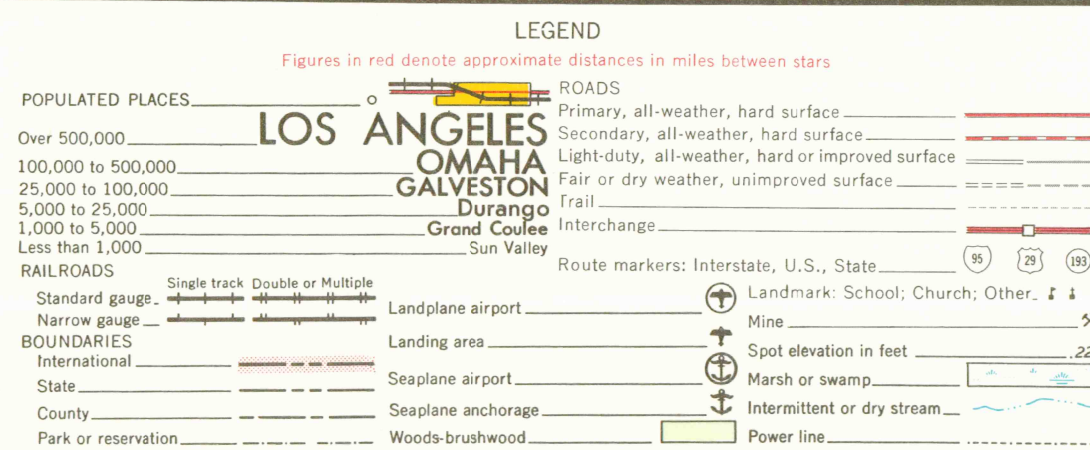 LEGEND
Figures in red denote approximate distances in miles between stars
POPULATED PLACES
Over 500,000 LOS ANGELES
100,000 to 500,000 OMAHA
25,000 to 100,000 GALVESTON
5,000 to 25,000 Durango
1,000 to 5,000 Grand Coulee
Less than 1,000 Sun Valley
RAILROADS
Single track Double or Multiple
Standard gauge
Narrow gauge
BOUNDARIES
International
State
County
Park or reservation
Landplane airport
Landing area
Seaplane airport
Seaplane anchorage
Woods-brushwood
ROADS
Primary, all-weather, hard surface
Secondary, all-weather, hard surface
Light-duty, all-weather, hard or improved surface
Fair or dry weather, unimproved surface
Trail
Interchange
Route markers: Interstate, U.S., State 95 29 193
Landmark: School; Church; Other
Mine
Spot elevation in feet
Marsh or swamp
Intermittent or dry stream
Power line